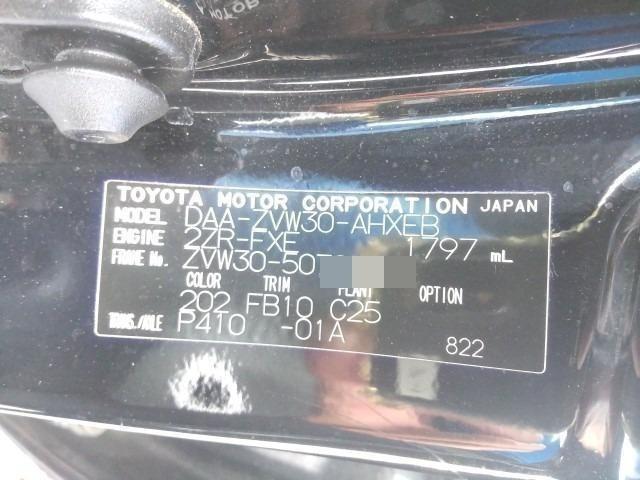 TOYOTA MOTOR CORPORATION JAPAN
MODEL DAA-ZVW30-AHXEB
ENGINE 2ZR-FXE 1797 mL
FRAME No. ZVW30-50
COLOR TRIM PLANT OPTION
202 FB10 C25
TRANS./AXLE P410 -01A
822